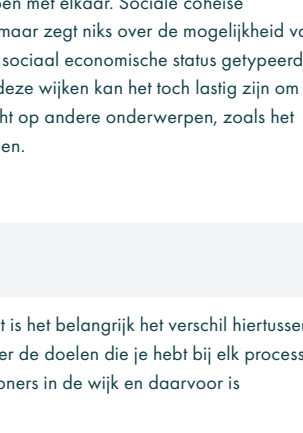 en met elkaar. Sociale cohesie
maar zegt niks over de mogelijkheid
sociaal economische status getypeerd
deze wijken kan het toch lastig zijn om
ht op andere onderwerpen, zoals het
en.
t is het belangrijk het verschil hiertussen
er de doelen die je hebt bij elk proces
oners in de wijk en daarvoor is